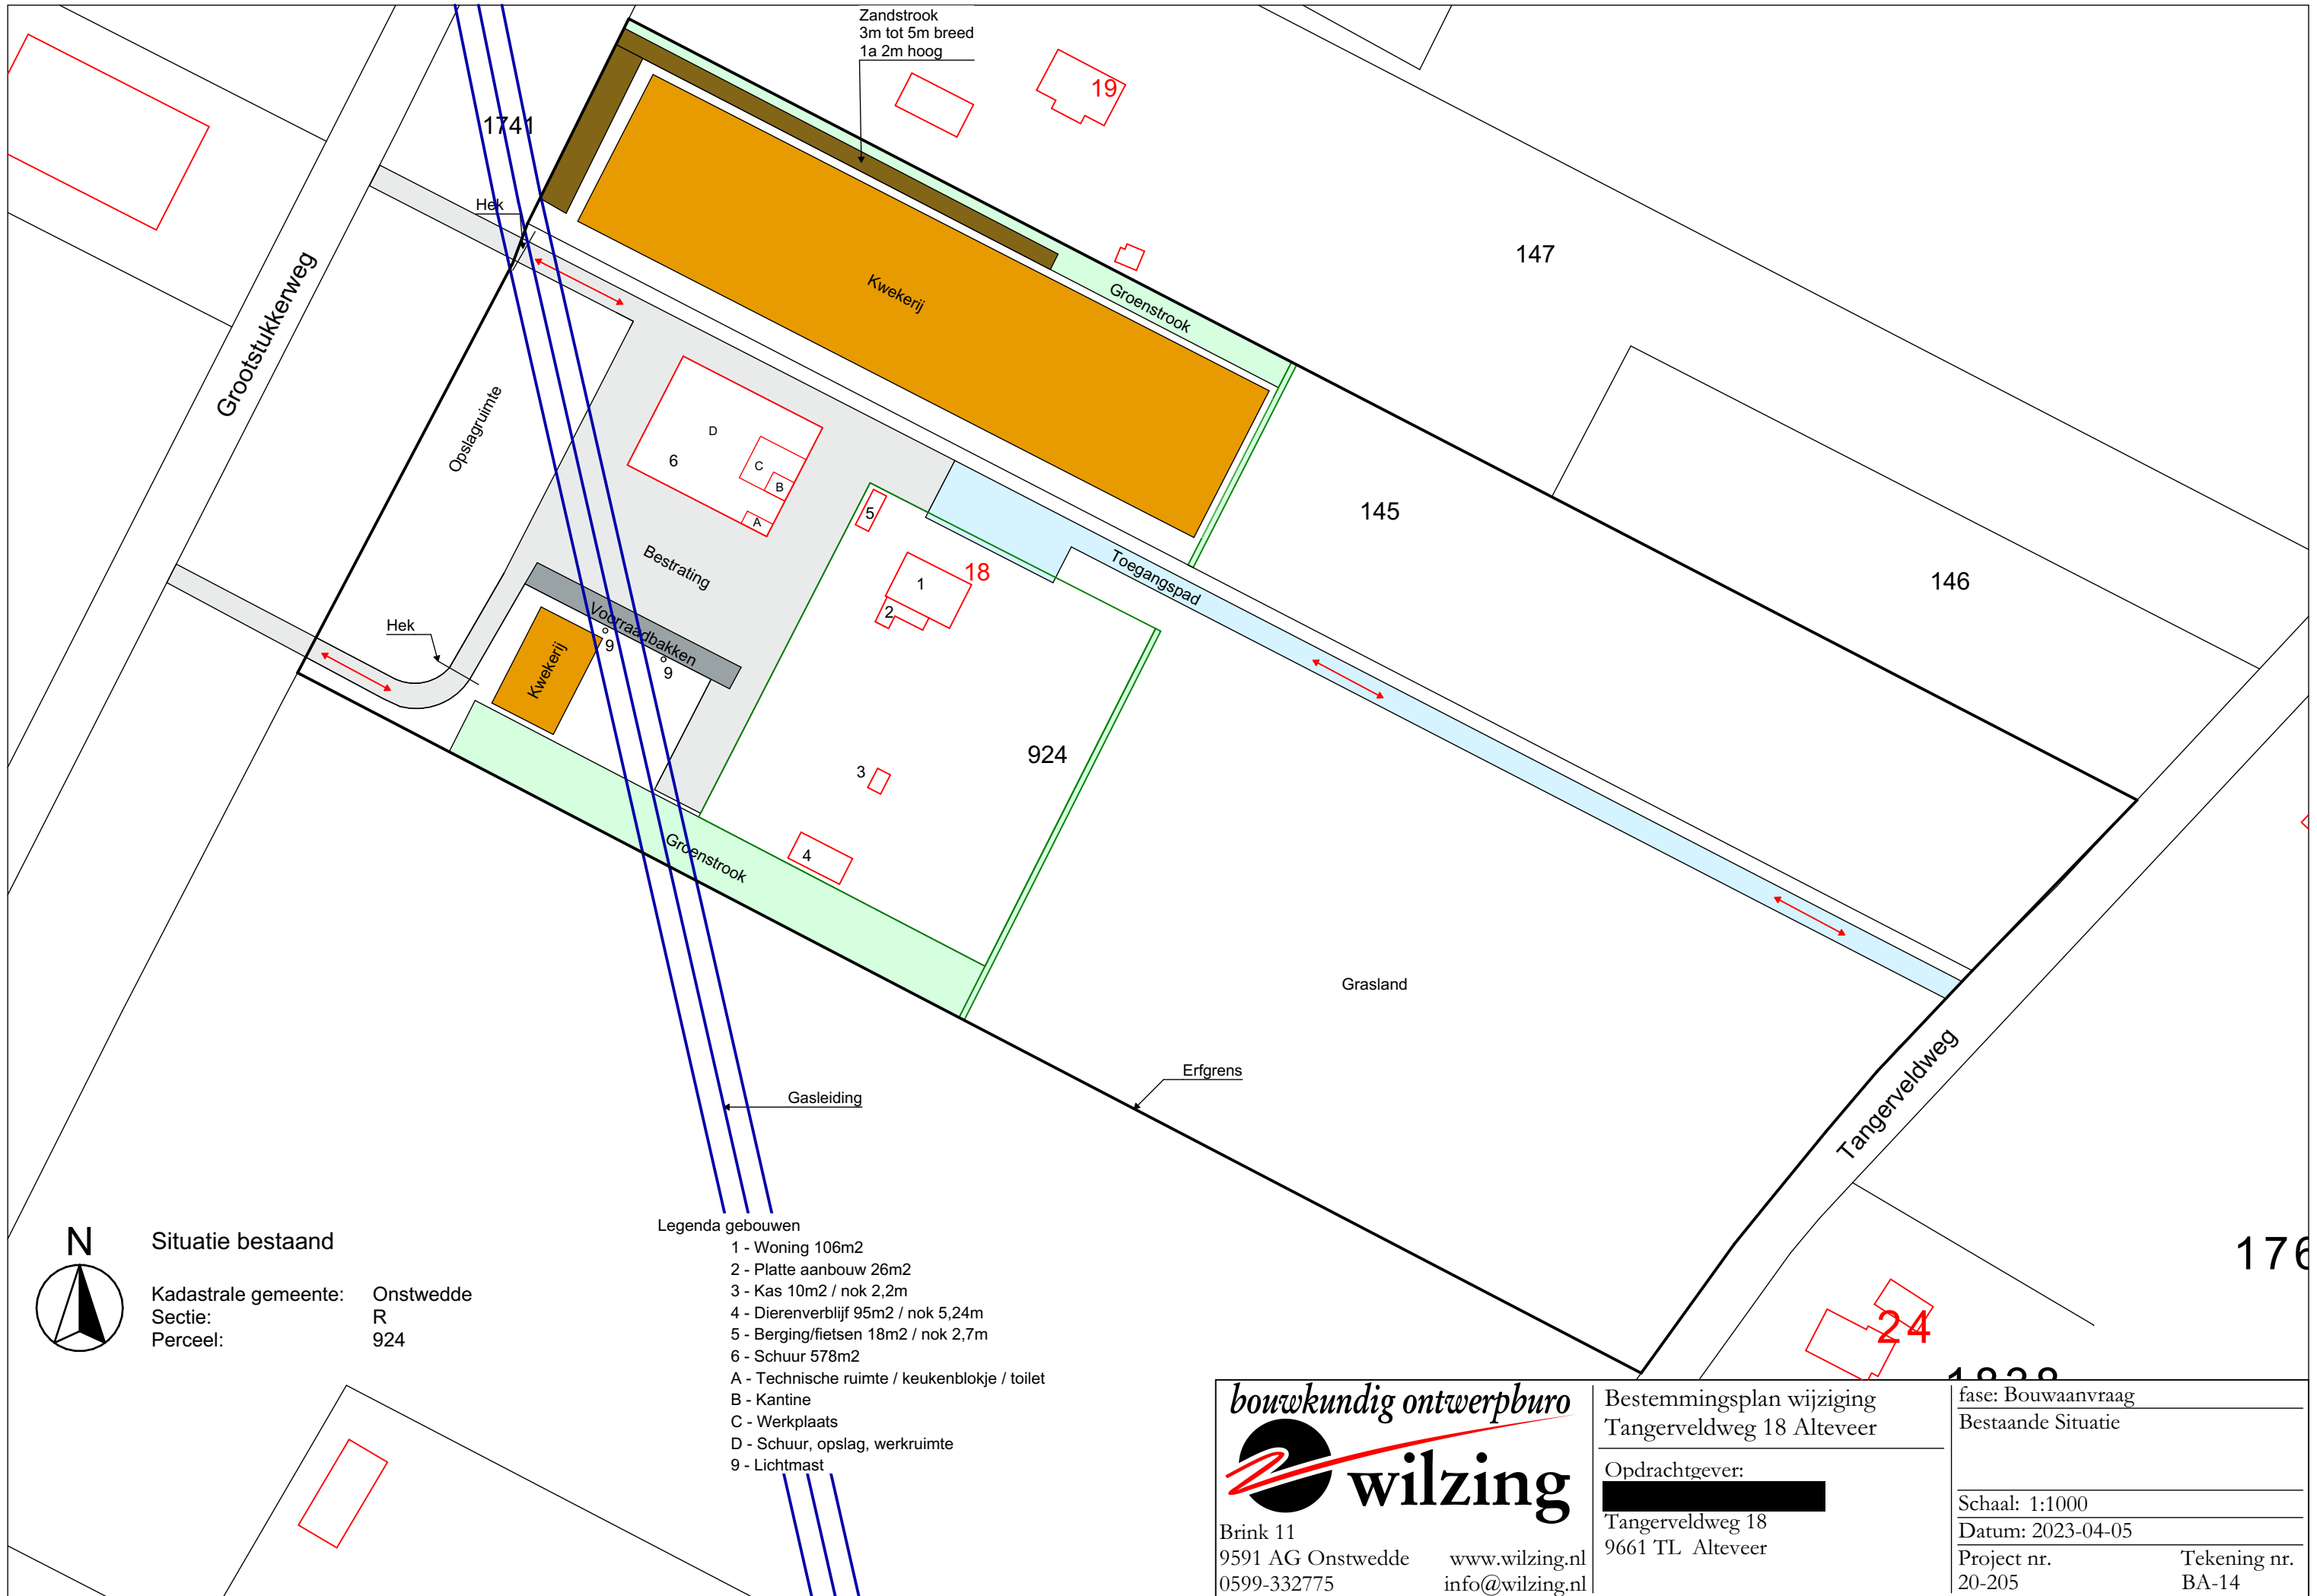 Zandstrook
3m tot 5m breed
1a 2m hoog
19
1741
Hek
147
Grootstukkerweg
Kwekerij
Groenstrook
Opslagruimte
D
6
C
B
A
5
145
Bestrating
Toegangspad
18
1
2
146
Hek
Voorraadbakken
9
9
Kwekerij
924
3
4
Groenstrook
Grasland
Erfgrens
Gasleiding
Tangerveldweg
N
Situatie bestaand
Kadastrale gemeente: Onstwedde
Sectie: R
Perceel: 924
Legenda gebouwen
1 - Woning 106m2
2 - Platte aanbouw 26m2
3 - Kas 10m2 / nok 2,2m
4 - Dierenverblijf 95m2 / nok 5,24m
5 - Berging/fietsen 18m2 / nok 2,7m
6 - Schuur 578m2
A - Technische ruimte / keukenblokje / toilet
B - Kantine
C - Werkplaats
D - Schuur, opslag, werkruimte
9 - Lichtmast
24
bouwkundig ontwerpburo
wilzing
Brink 11
9591 AG Onstwedde www.wilzing.nl
0599-332775 info@wilzing.nl
Bestemmingsplan wijziging
Tangerveldweg 18 Alteveer
Opdrachtgever:
Tangerveldweg 18
9661 TL Alteveer
fase: Bouwaanvraag
Bestaande Situatie
Schaal: 1:1000
Datum: 2023-04-05
Project nr. Tekening nr.
20-205 BA-14